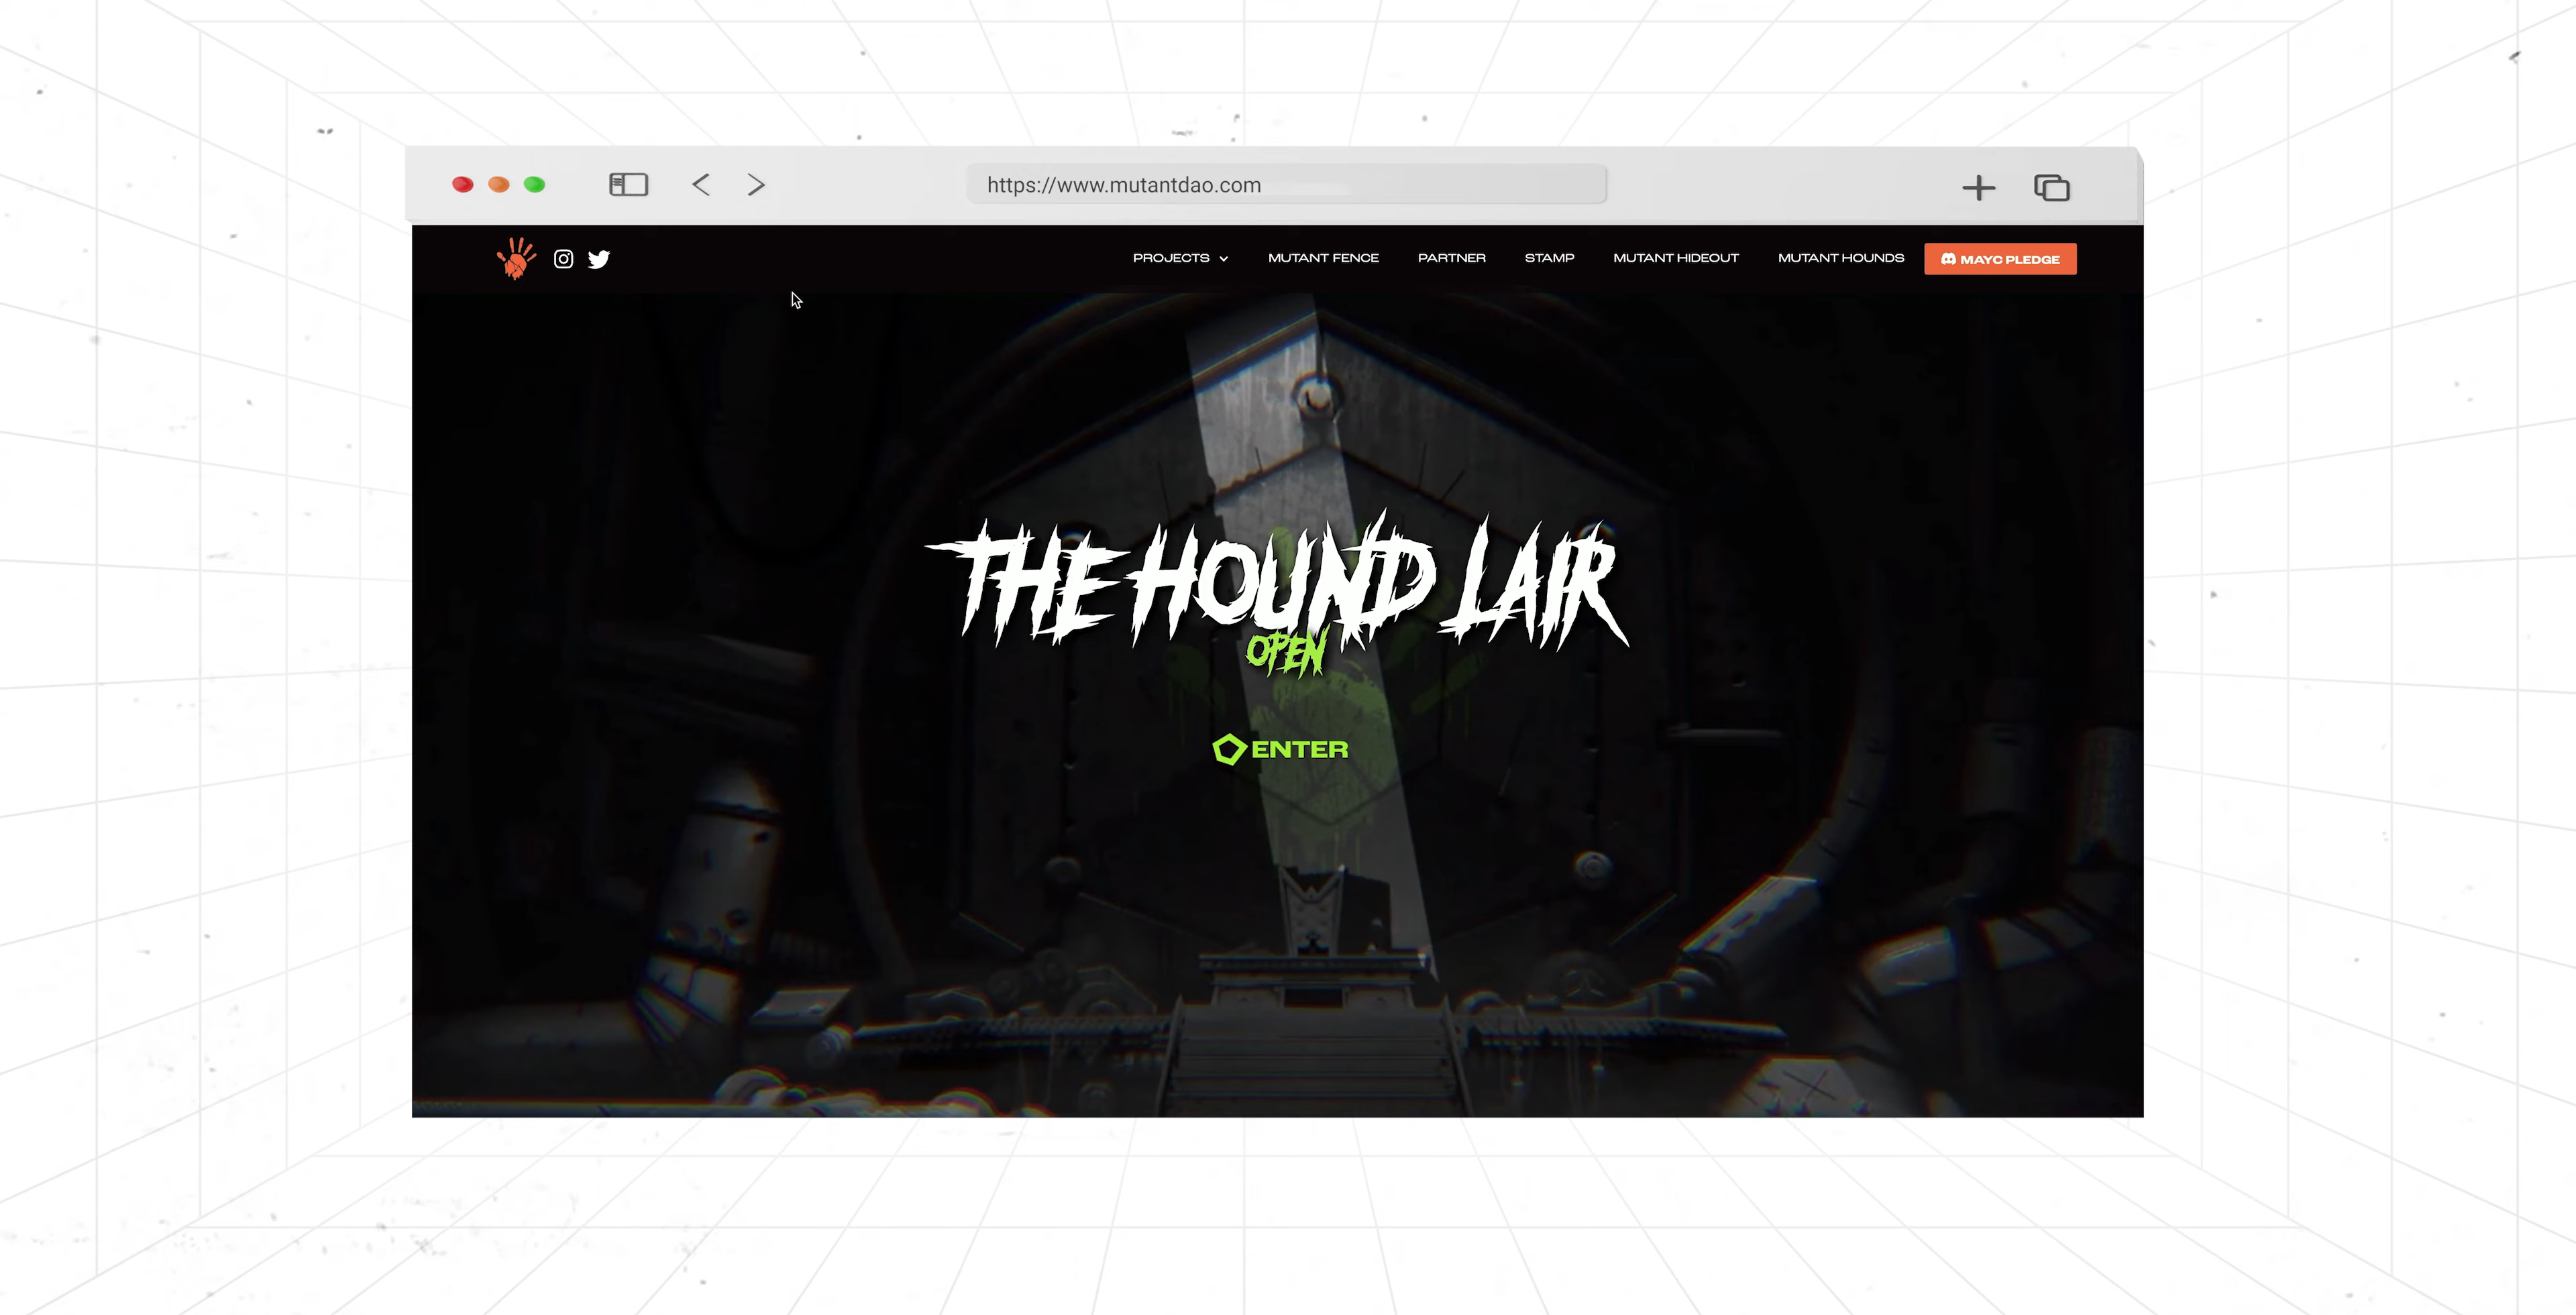 https://www.mutantdao.com
PROJECTS MUTANT FENCE PARTNER STAMP MUTANT HIDEOUT MUTANT HOUNDS MAYC PLEDGE
THE HOUND LAIR
OPEN
ENTER